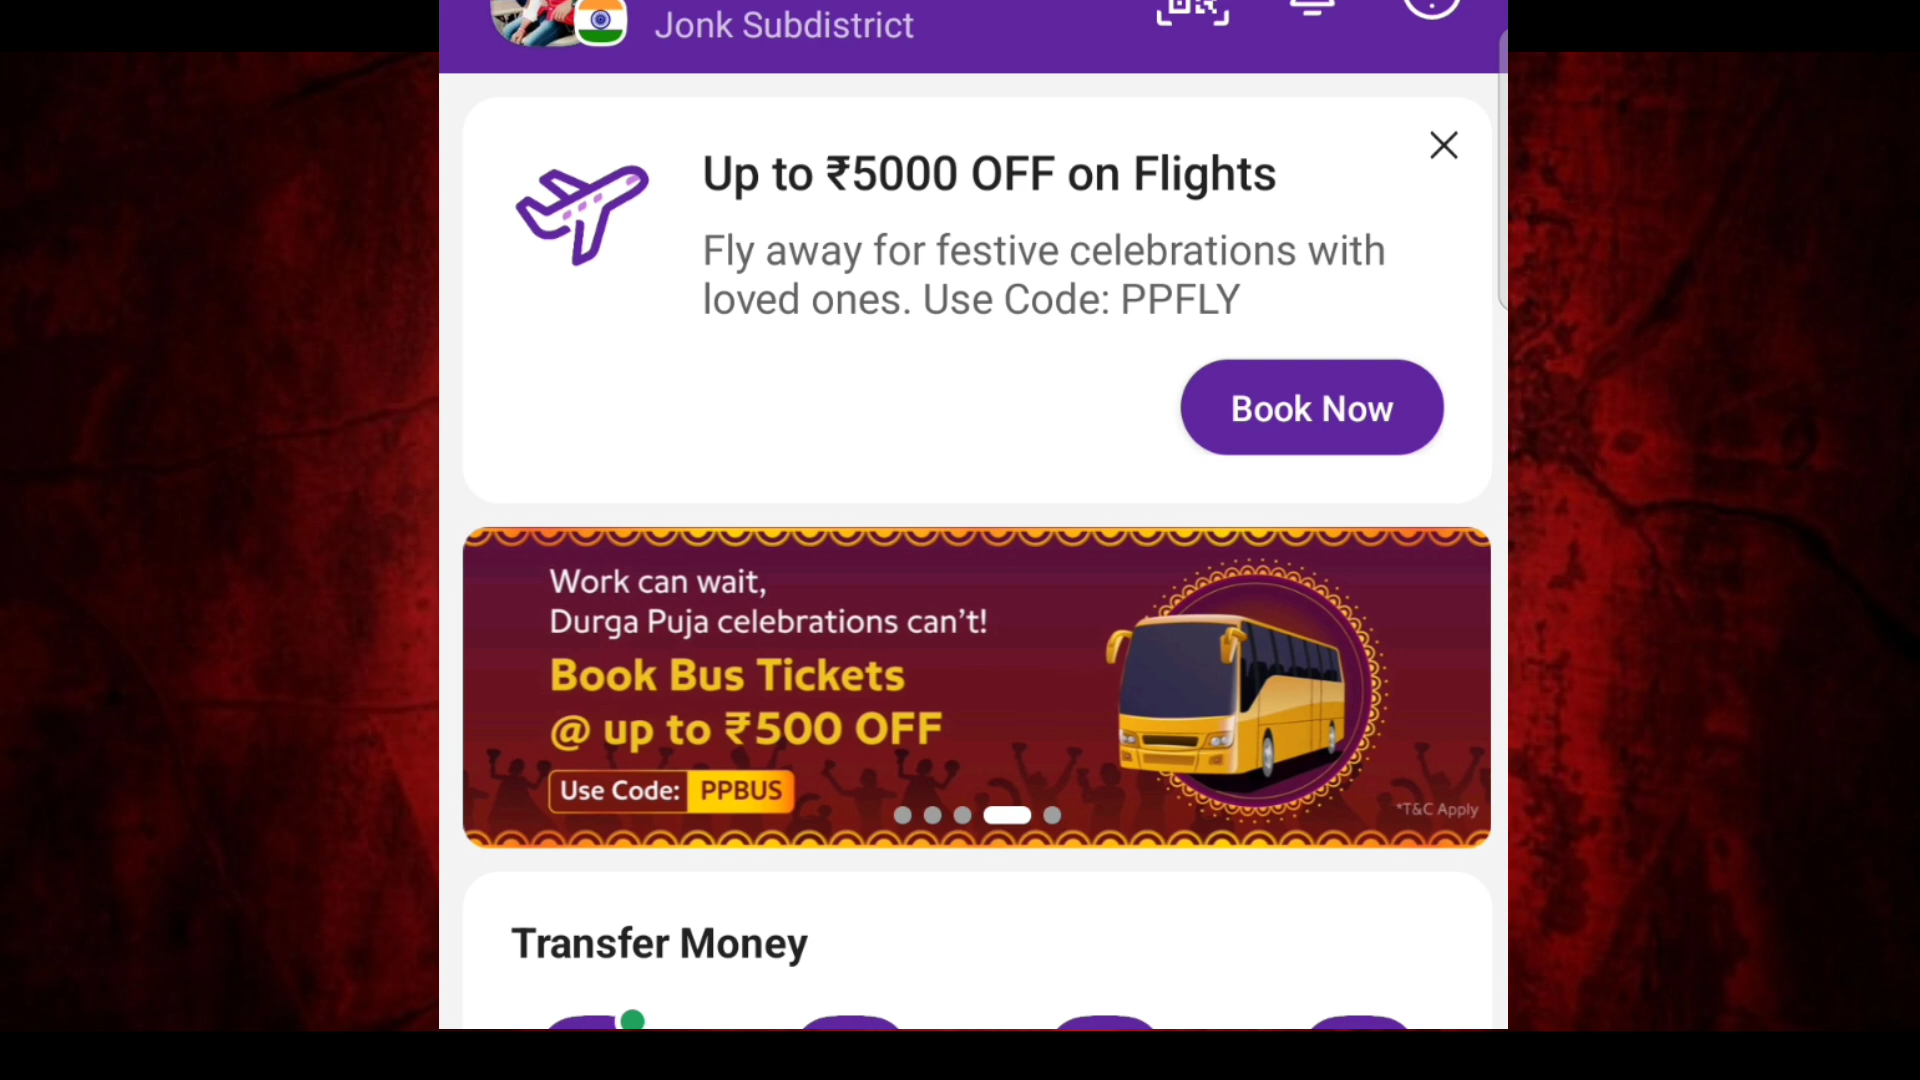 Jonk Subdistrict
Up to ₹5000 OFF on Flights
Fly away for festive celebrations with
loved ones. Use Code: PPFLY
Book Now
Work can wait,
Durga Puja celebrations can't!
Book Bus Tickets
@ up to ₹500 OFF
Use Code: PPBUS
*T&C Apply
Transfer Money